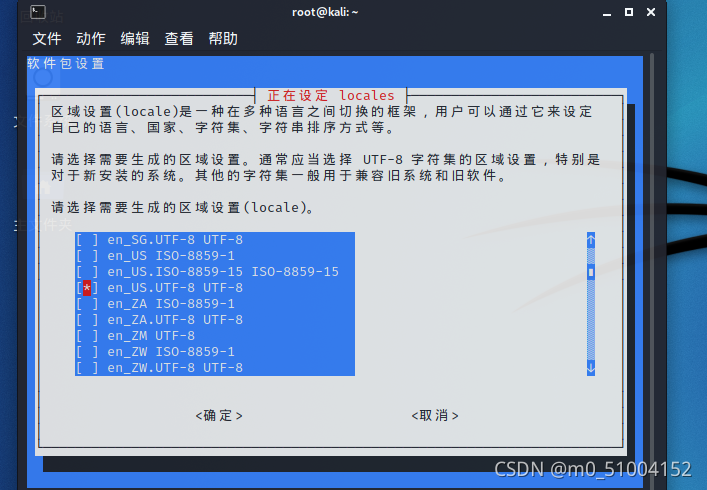 root@kali: ~
文件 动作 编辑 查看 帮助
软件包设置
正在设定 locales
区域设置(locale)是一种在多种语言之间切换的框架，用户可以通过它来设定
自己的语言、国家、字符集、字符串排序方式等。
请选择需要生成的区域设置。通常应当选择 UTF-8 字符集的区域设置，特别是
对于新安装的系统。其他的字符集一般用于兼容旧系统和旧软件。
请选择需要生成的区域设置(locale)。
[ ] en_SG.UTF-8 UTF-8
[ ] en_US ISO-8859-1
[ ] en_US.ISO-8859-15 ISO-8859-15
[*] en_US.UTF-8 UTF-8
[ ] en_ZA ISO-8859-1
[ ] en_ZA.UTF-8 UTF-8
[ ] en_ZM UTF-8
[ ] en_ZW ISO-8859-1
[ ] en_ZW.UTF-8 UTF-8
<确定> <取消>
CSDN @m0_51004152